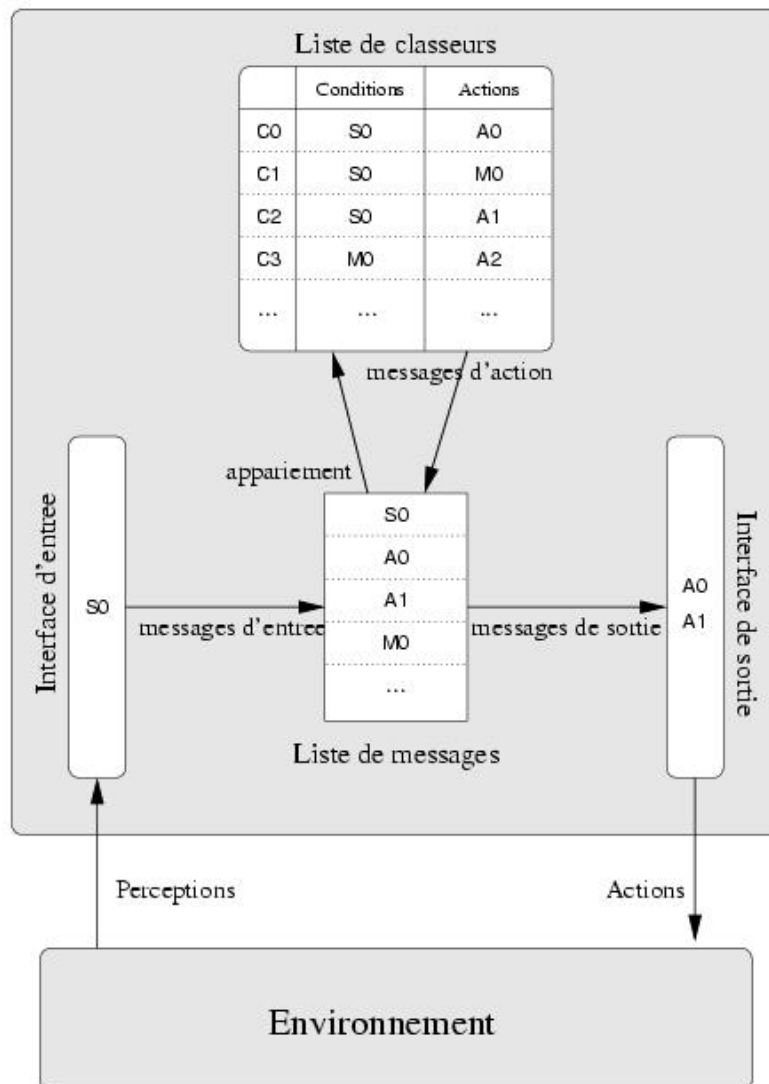 Liste de classeurs
Conditions Actions
C0 S0 A0
C1 S0 M0
C2 S0 A1
C3 M0 A2
... ... ...
messages d'action
appariement
Interface d'entree
S0
messages d'entree
S0
A0
A1
M0
...
Liste de messages
messages de sortie
A0
A1
Interface de sortie
Perceptions
Actions
Environnement